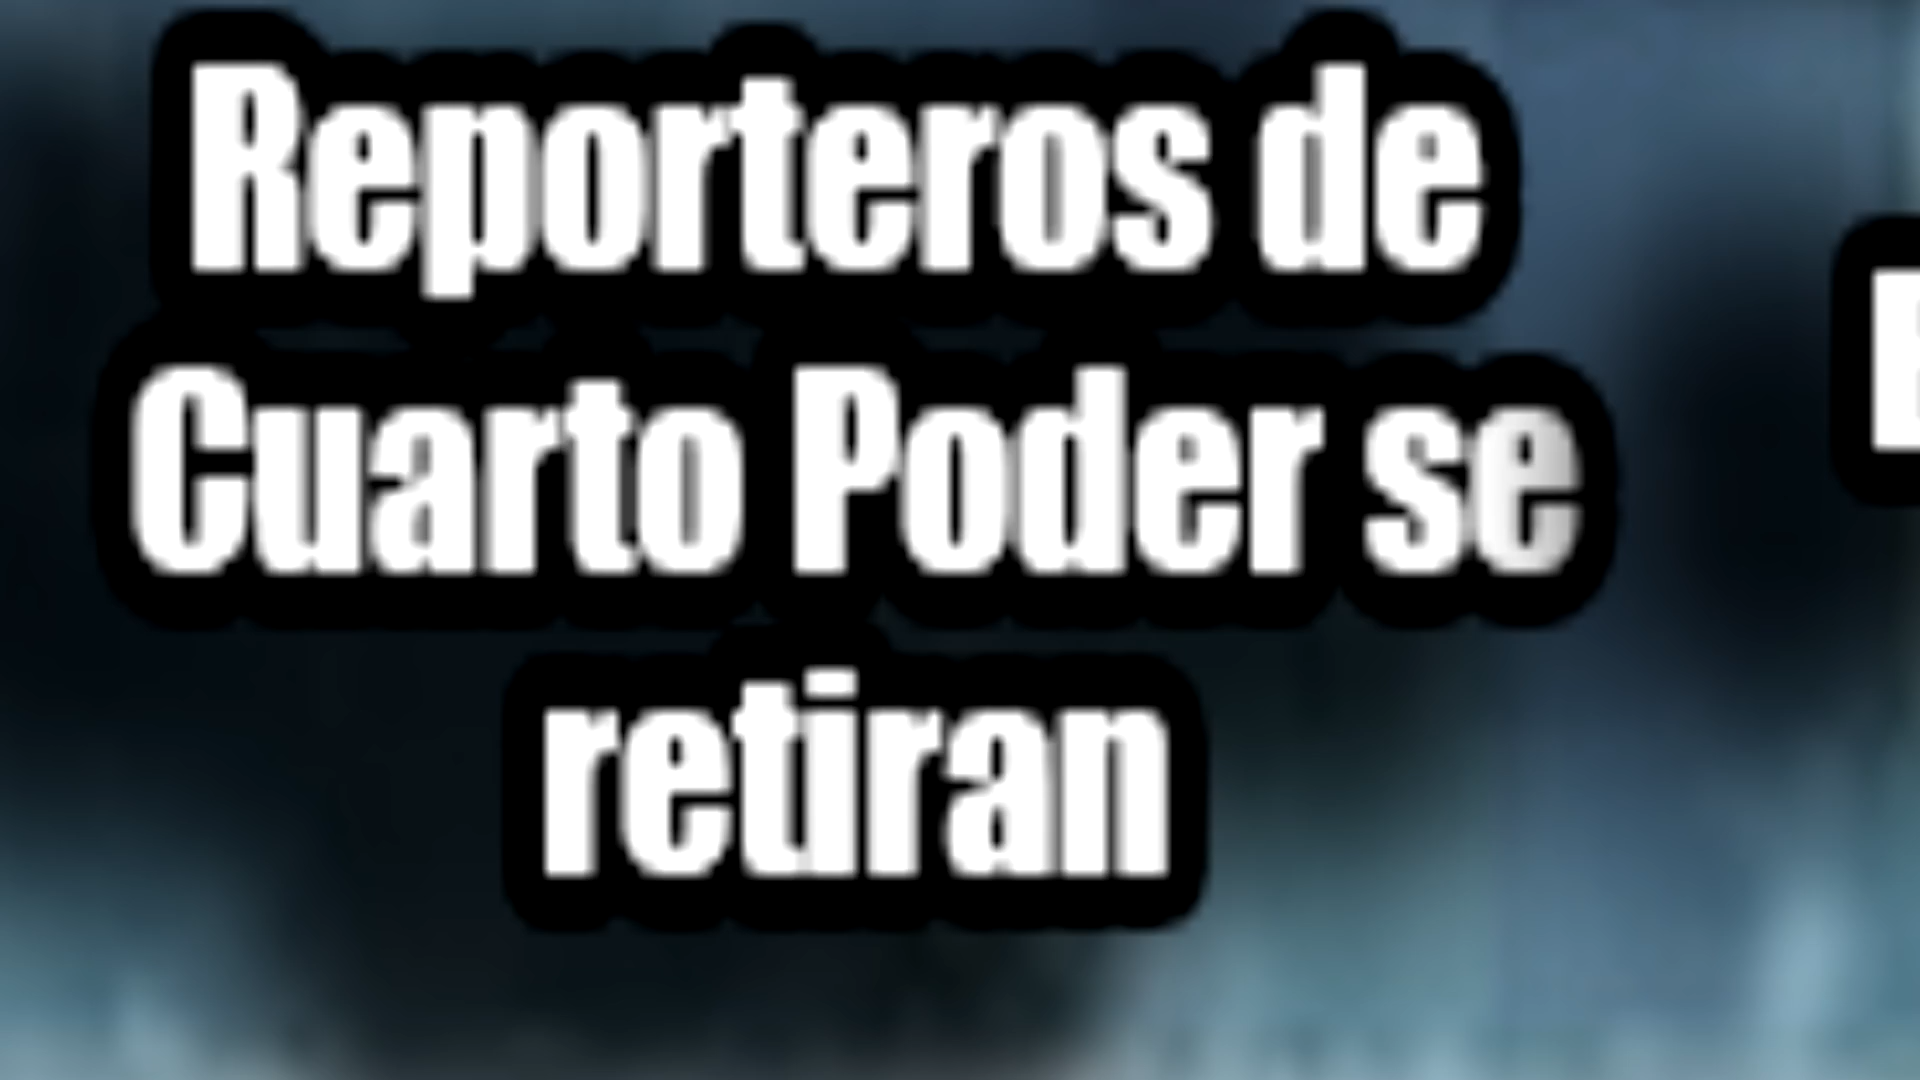 Reporteros de
Cuarto Poder se
retiran